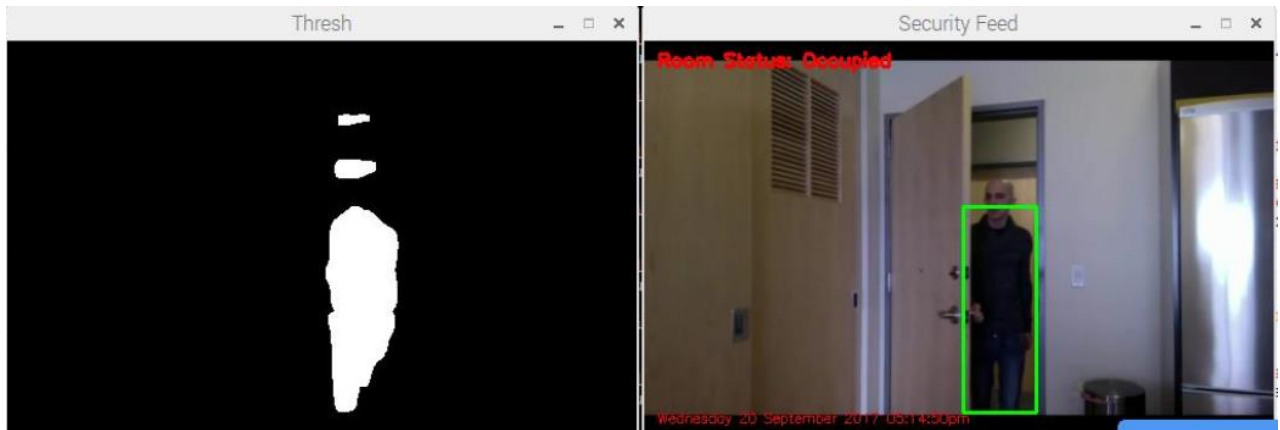 Thresh
Security Feed
Room Status: Occupied
Wednesday 20 September 2017 05:14:50pm